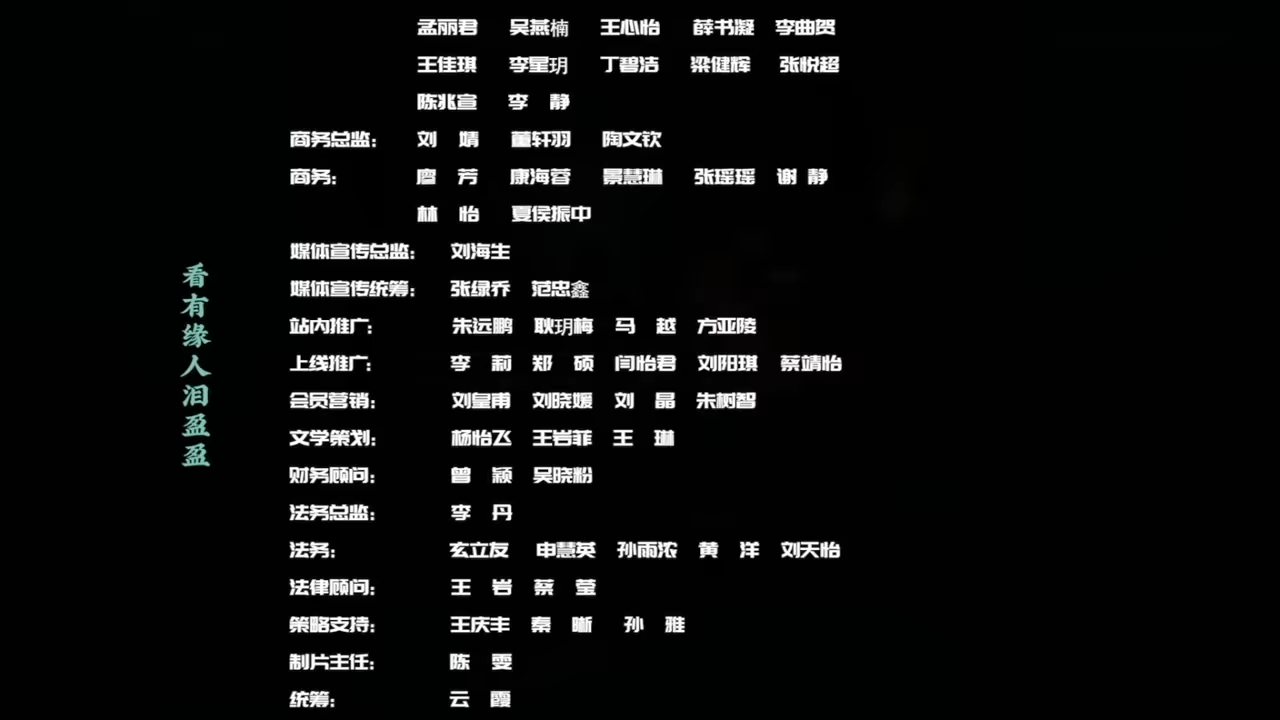 孟丽君 吴燕楠 王心怡 薛书凝 李曲贺
王佳琪 李星玥 丁碧洁 梁健辉 张悦超
陈兆宣 李 静
商务总监: 刘 婧 董轩羽 陶文钦
商务: 廖 芳 康海蓉 景慧琳 张瑶瑶 谢 静
林 怡 夏侯振中
媒体宣传总监: 刘海生
媒体宣传统筹: 张绿乔 范忠鑫
站内推广: 朱远鹏 耿玥梅 马 越 方亚陵
上线推广: 李 莉 郑 硕 闫怡君 刘阳琪 蔡靖怡
会员营销: 刘皇甫 刘晓媛 刘 晶 朱树智
文学策划: 杨怡飞 王岩菲 王 琳
财务顾问: 曾 颖 吴晓粉
法务总监: 李 丹
法务: 玄立友 申慧英 孙雨浓 黄 洋 刘天怡
法律顾问: 王 岩 蔡 莹
策略支持: 王庆丰 秦 晰 孙 雅
制片主任: 陈 雯
统筹: 云 霞
看有缘人泪盈盈